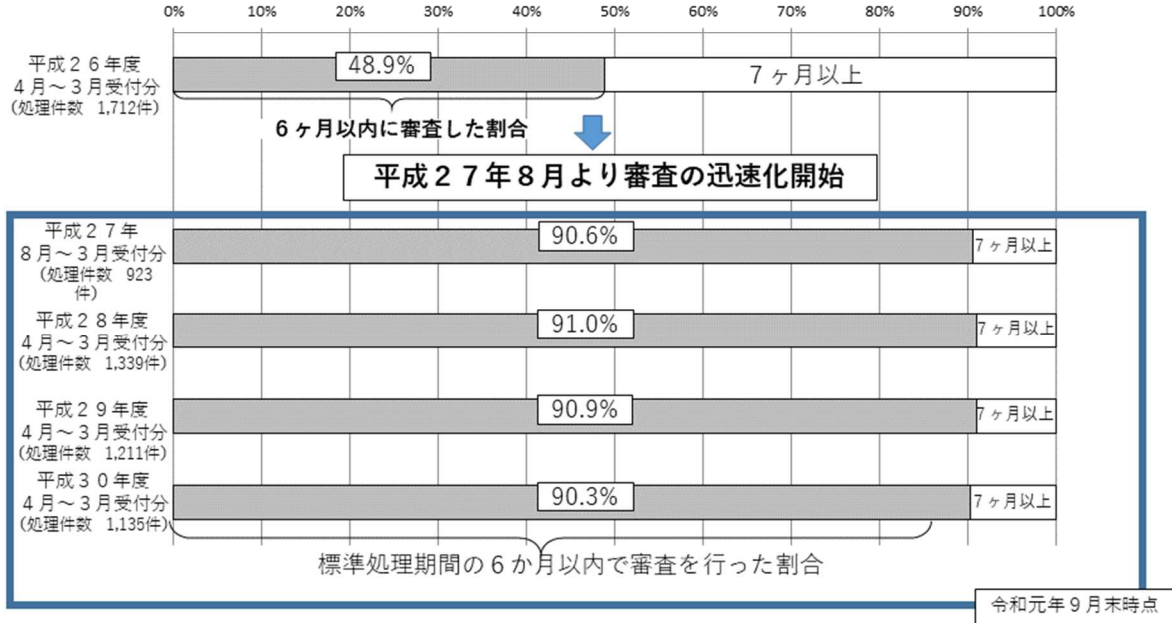 0% 10% 20% 30% 40% 50% 60% 70% 80% 90% 100%
平成２６年度
４月～３月受付分
(処理件数 1,712件)
48.9%
７ヶ月以上
６ヶ月以内に審査した割合
平成２７年８月より審査の迅速化開始
平成２７年
８月～３月受付分
(処理件数 923
件)
90.6%
７ヶ月以上
平成２８年度
４月～３月受付分
(処理件数 1,339件)
91.0%
７ヶ月以上
平成２９年度
４月～３月受付分
(処理件数 1,211件)
90.9%
７ヶ月以上
平成３０年度
４月～３月受付分
(処理件数 1,135件)
90.3%
７ヶ月以上
標準処理期間の６か月以内で審査を行った割合
令和元年９月末時点